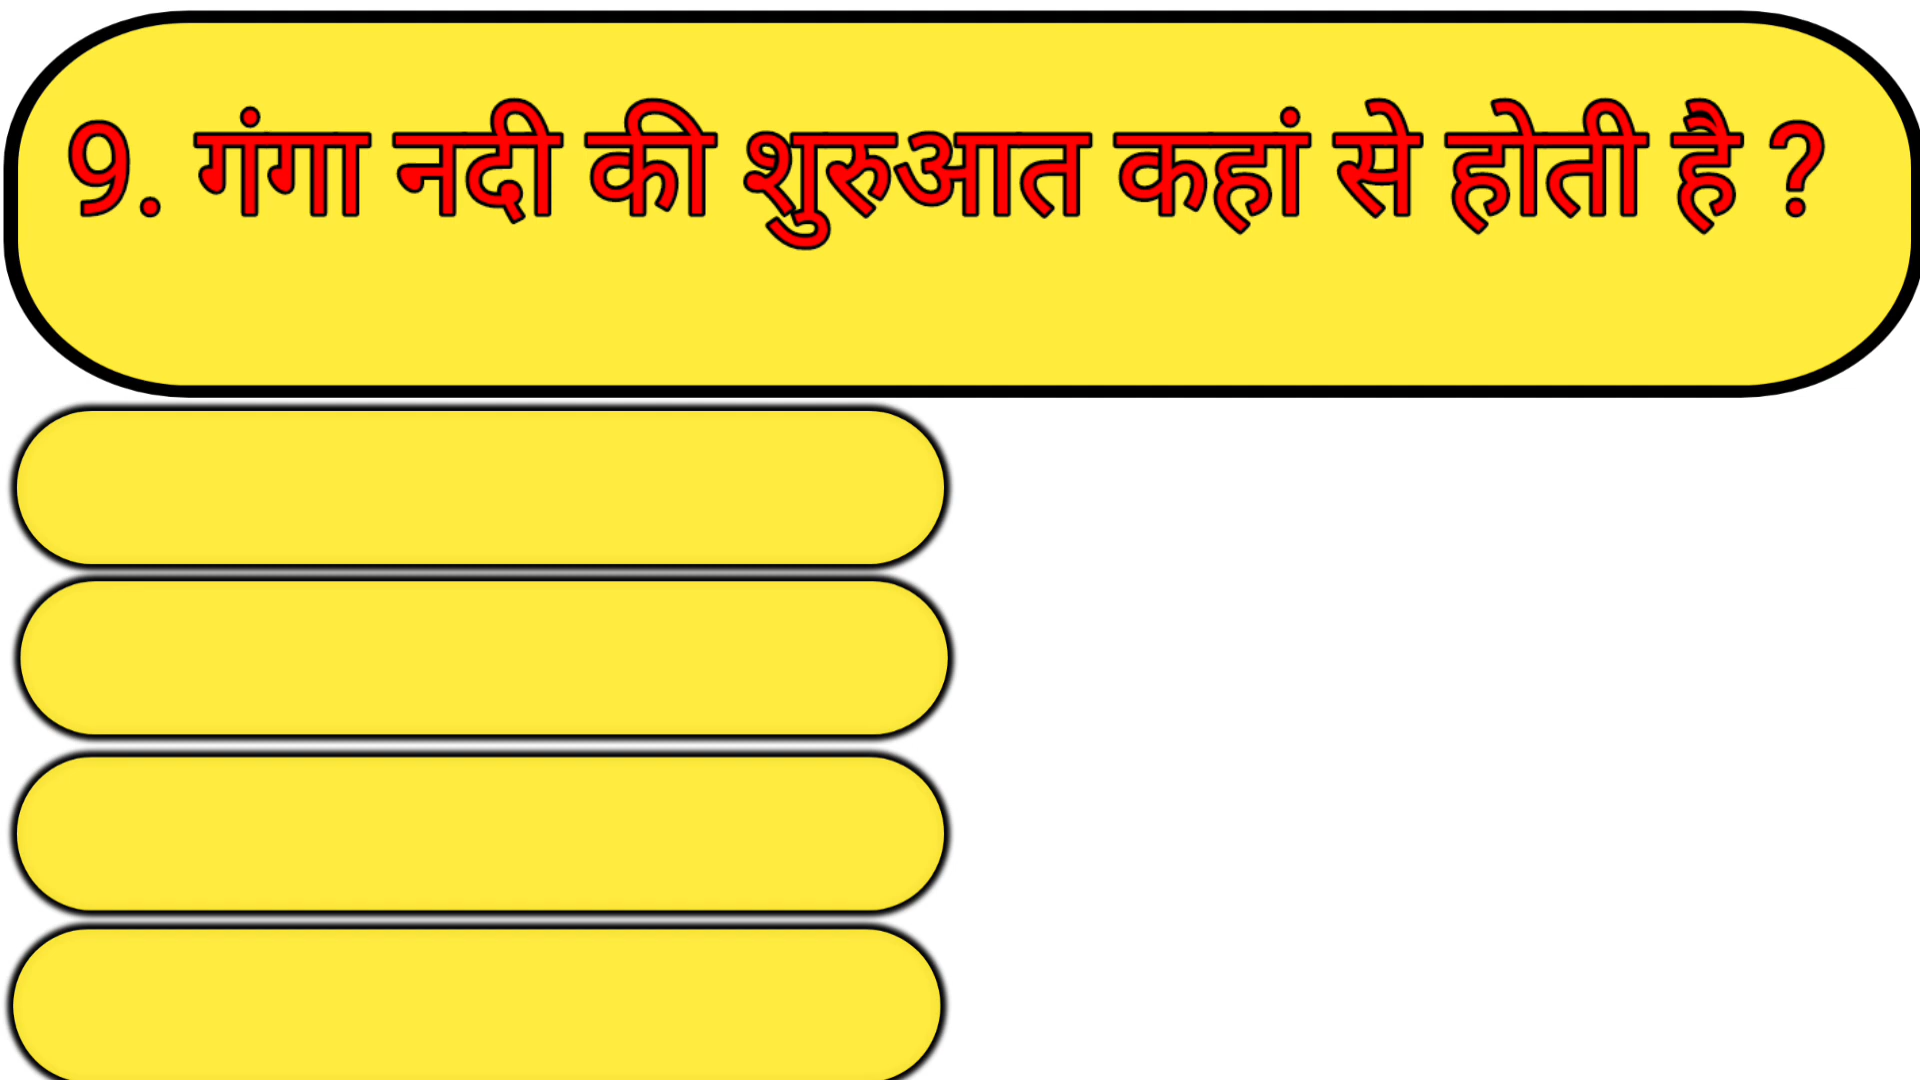 9. गंगा नदी की शुरुआत कहां से होती है ?